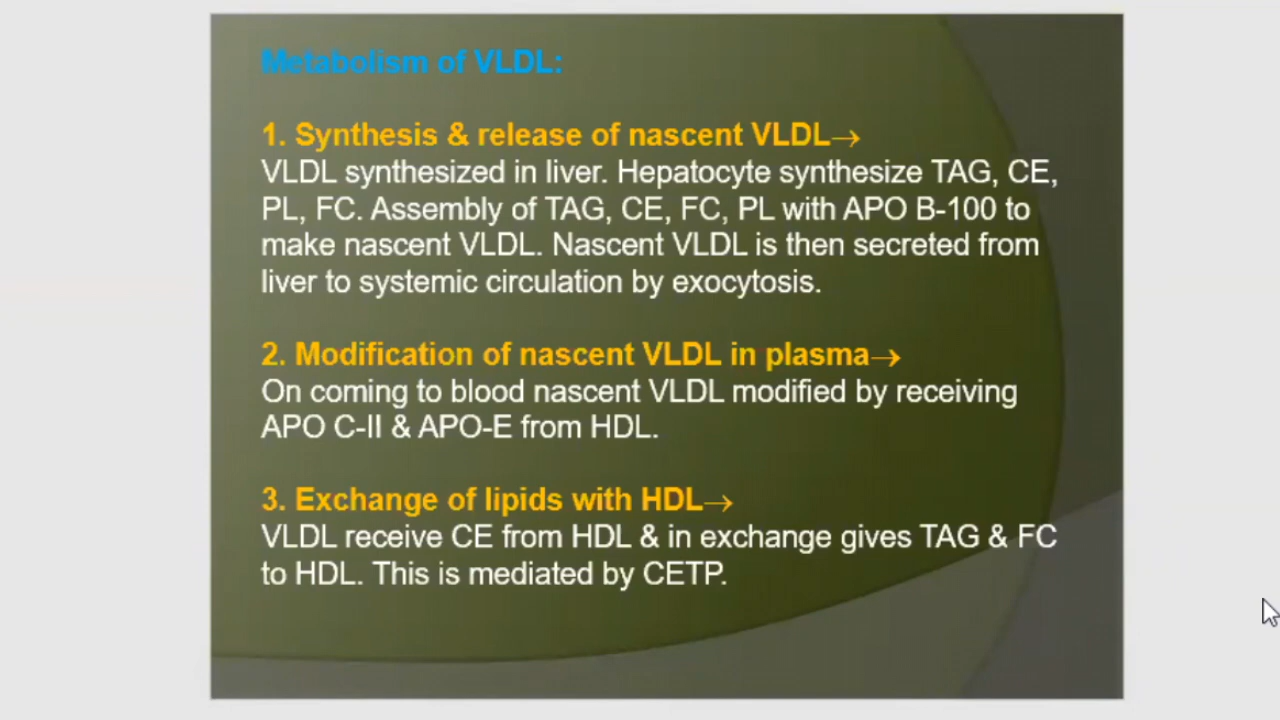 Metabolism of VLDL:
1. Synthesis & release of nascent VLDL→
VLDL synthesized in liver. Hepatocyte synthesize TAG, CE,
PL, FC. Assembly of TAG, CE, FC, PL with APO B-100 to
make nascent VLDL. Nascent VLDL is then secreted from
liver to systemic circulation by exocytosis.
2. Modification of nascent VLDL in plasma→
On coming to blood nascent VLDL modified by receiving
APO C-II & APO-E from HDL.
3. Exchange of lipids with HDL→
VLDL receive CE from HDL & in exchange gives TAG & FC
to HDL. This is mediated by CETP.